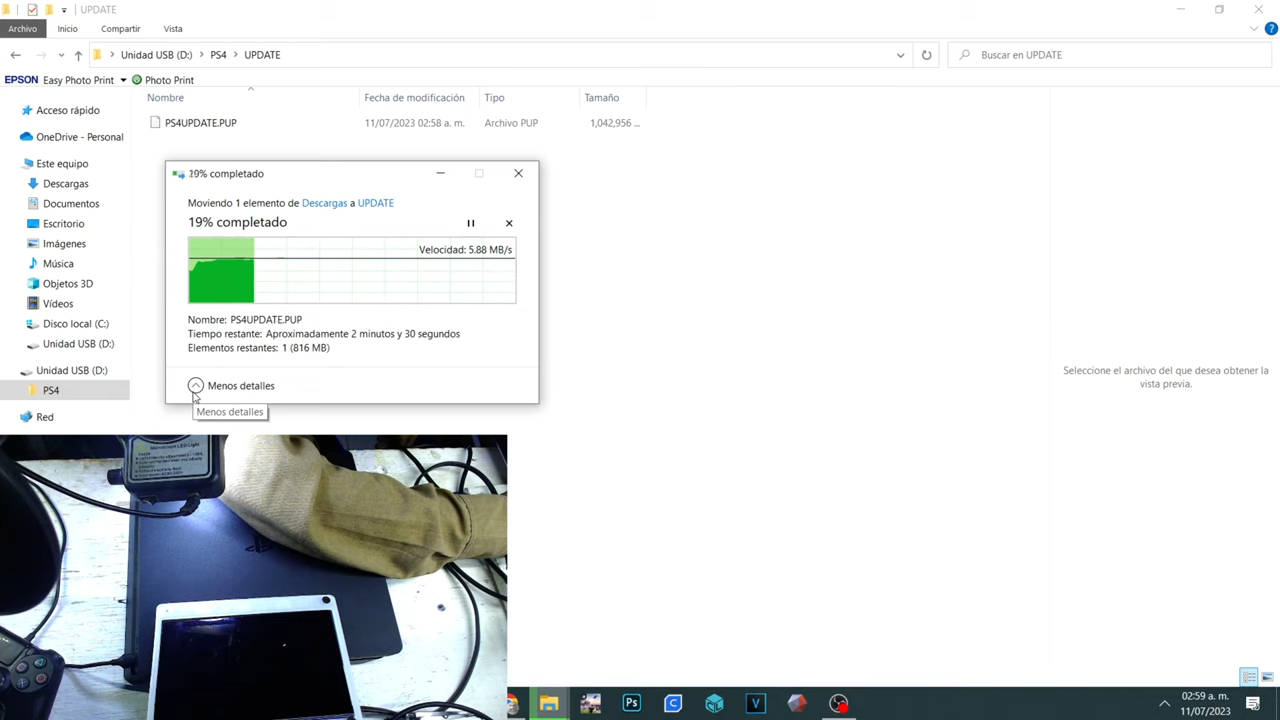 UPDATE
Archivo Inicio Compartir Vista
Unidad USB (D:) PS4 UPDATE
Buscar en UPDATE
EPSON Easy Photo Print Photo Print
Nombre Fecha de modificación Tipo Tamaño
PS4UPDATE.PUP 11/07/2023 02:58 a. m. Archivo PUP 1,042,956 ...
Acceso rápido
OneDrive - Personal
Este equipo
Descargas
Documentos
Escritorio
Imágenes
Música
Objetos 3D
Vídeos
Disco local (C:)
Unidad USB (D:)
Unidad USB (D:)
PS4
Red
19% completado
Moviendo 1 elemento de Descargas a UPDATE
19% completado
Velocidad: 5.88 MB/s
Nombre: PS4UPDATE.PUP
Tiempo restante: Aproximadamente 2 minutos y 30 segundos
Elementos restantes: 1 (816 MB)
Menos detalles
Menos detalles
Seleccione el archivo del que desea obtener la
vista previa.
Ps
V
02:59 a. m.
11/07/2023